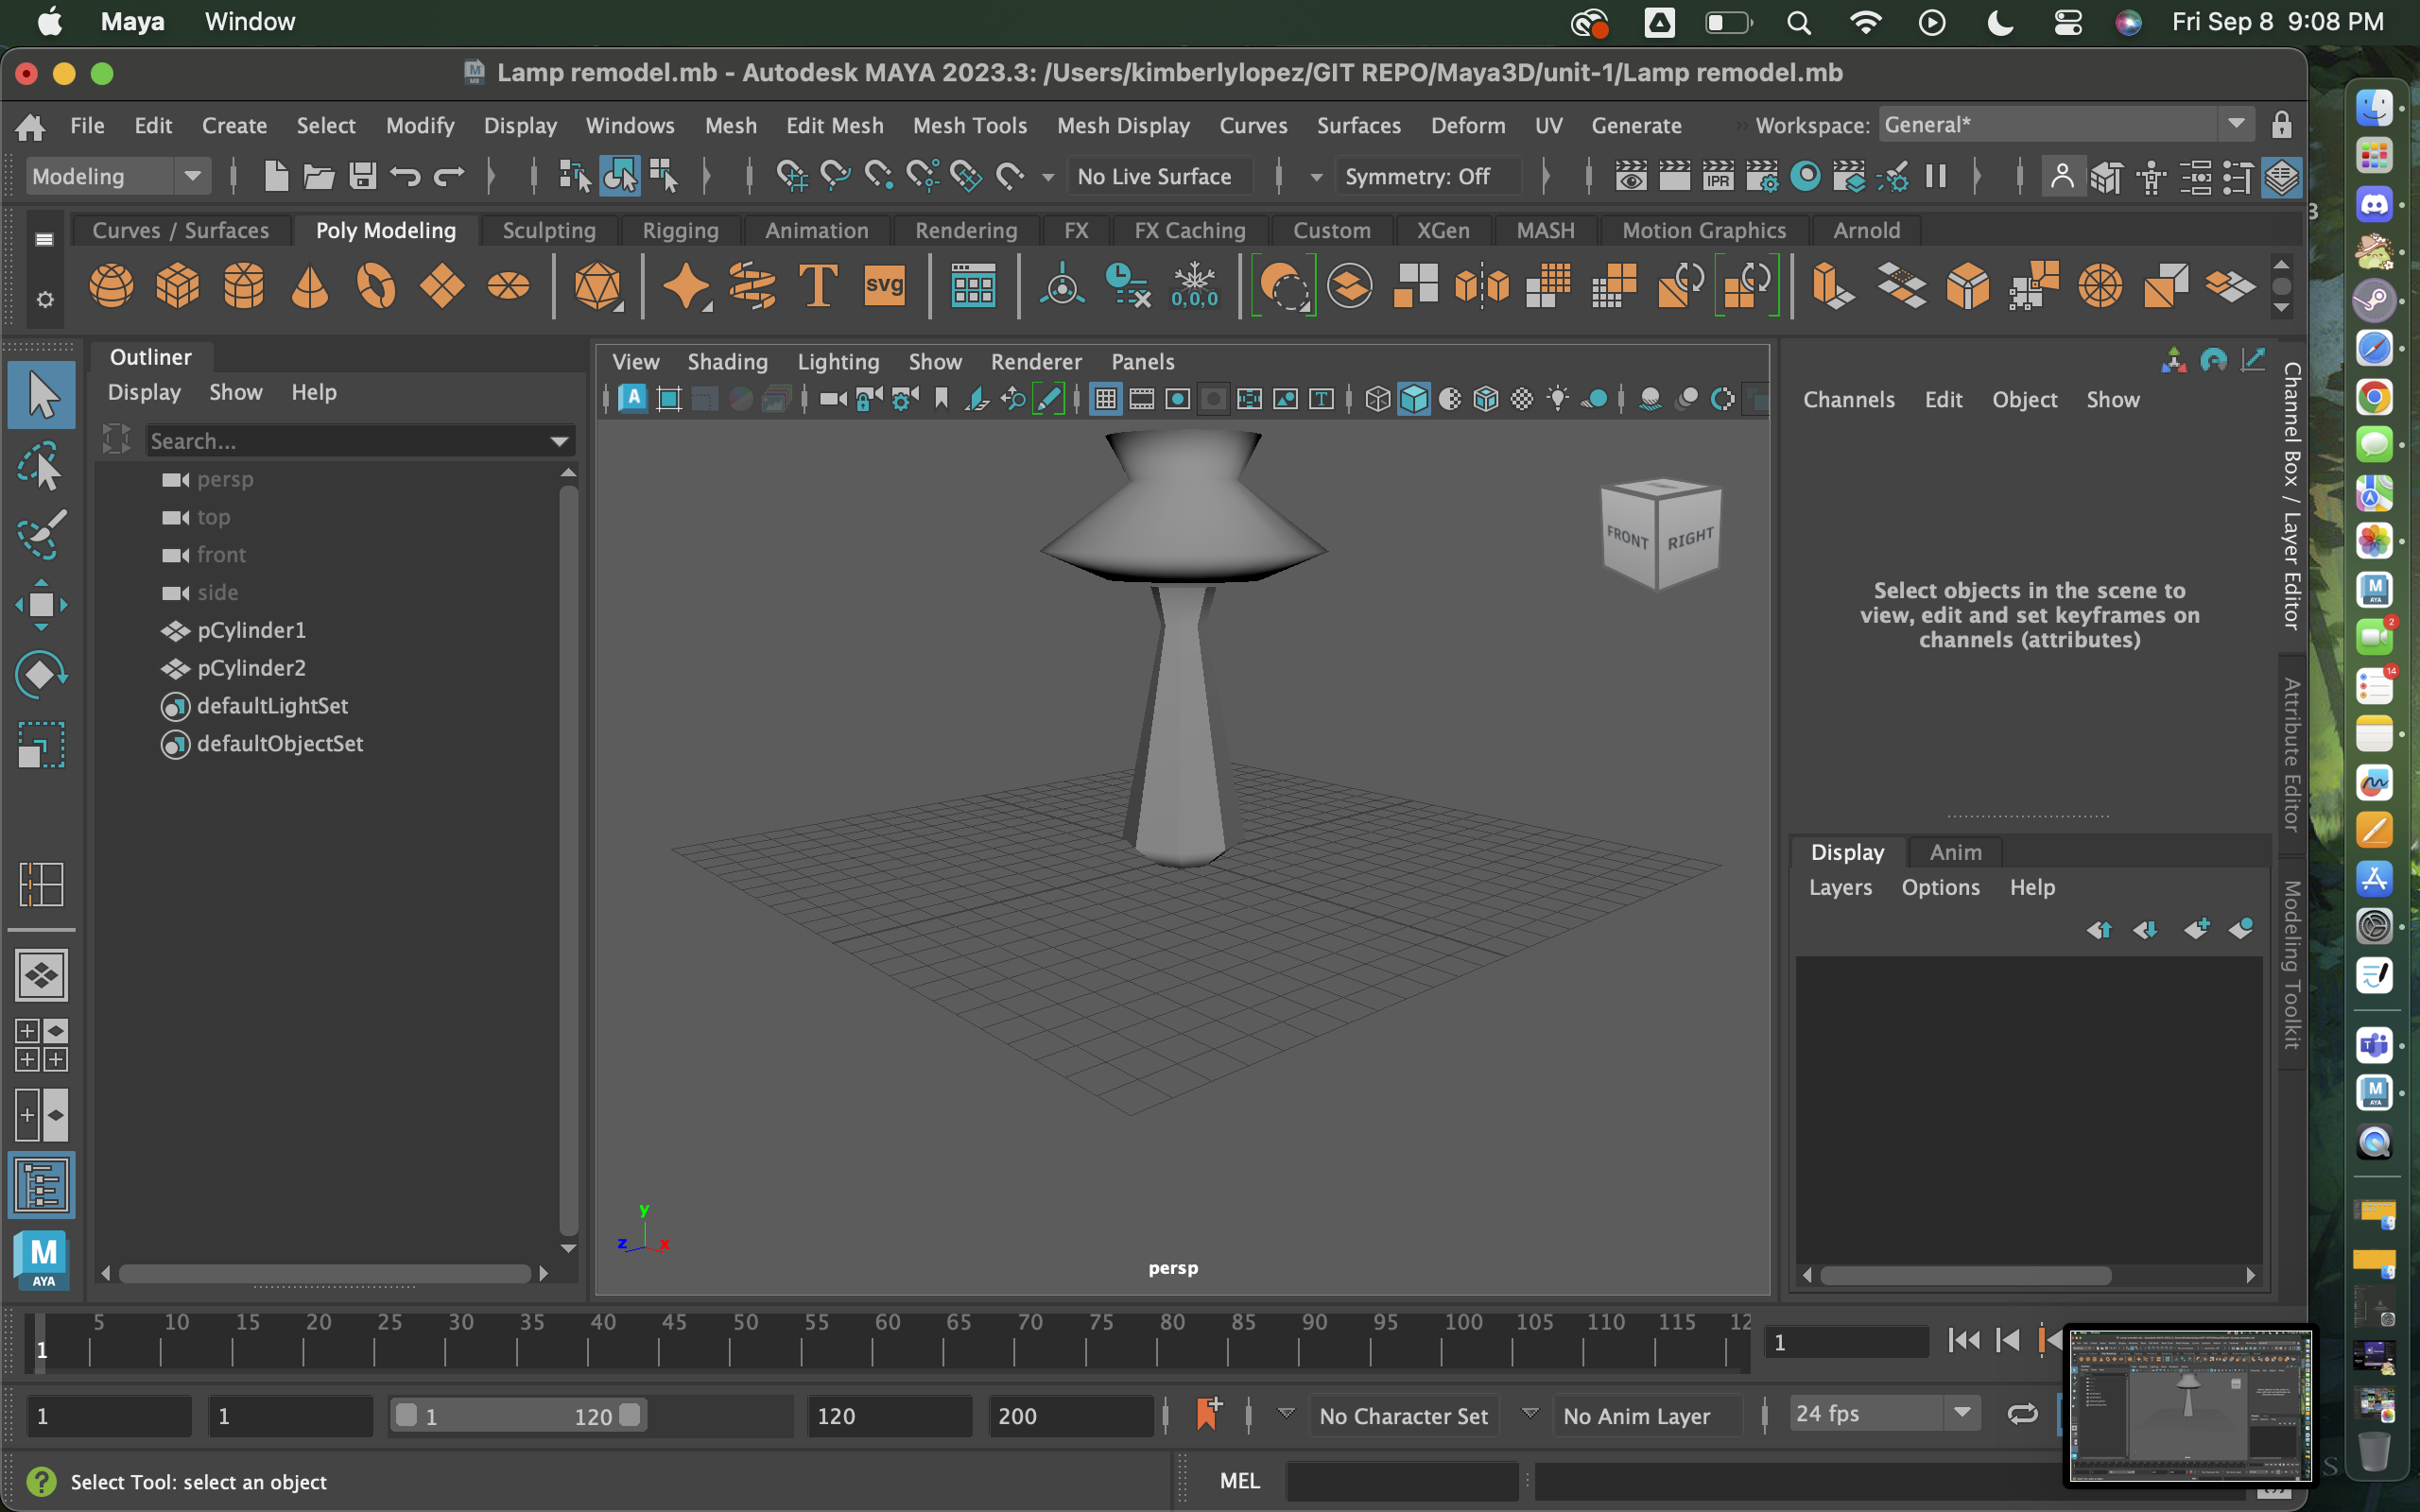 Maya Window Fri Sep 8 9:08 PM
Lamp remodel.mb - Autodesk MAYA 2023.3: /Users/kimberlylopez/GIT REPO/Maya3D/unit-1/Lamp remodel.mb
File Edit Create Select Modify Display Windows Mesh Edit Mesh Mesh Tools Mesh Display Curves Surfaces Deform UV Generate Workspace: General*
Modeling No Live Surface Symmetry: Off IPR
Curves / Surfaces Poly Modeling Sculpting Rigging Animation Rendering FX FX Caching Custom XGen MASH Motion Graphics Arnold
T svg 0,0,0
Outliner
Display Show Help
Search...
persp
top
front
side
pCylinder1
pCylinder2
defaultLightSet
defaultObjectSet
View Shading Lighting Show Renderer Panels
A T
FRONT RIGHT
y
z x
persp
Channels Edit Object Show
Select objects in the scene to
view, edit and set keyframes on
channels (attributes)
Channel Box / Layer Editor
Attribute Editor
Modeling Toolkit
Display Anim
Layers Options Help
M
AYA
M
AYA
2
14
M
AYA
5 10 15 20 25 30 35 40 45 50 55 60 65 70 75 80 85 90 95 100 105 110 115 12
1 1
1 1 1 120 120 200 No Character Set No Anim Layer 24 fps
? Select Tool: select an object MEL